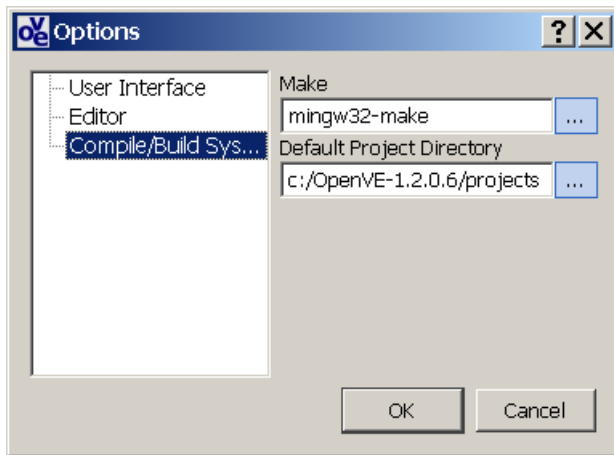 ove Options
User Interface
Editor
Compile/Build Sys...
Make
mingw32-make
...
Default Project Directory
c:/OpenVE-1.2.0.6/projects
...
OK
Cancel